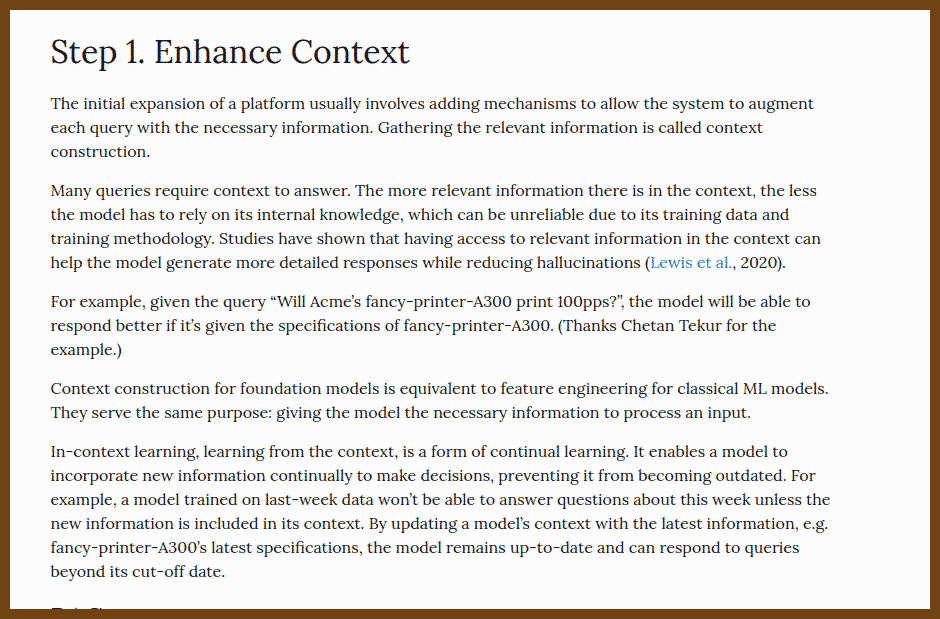 Step 1. Enhance Context
The initial expansion of a platform usually involves adding mechanisms to allow the system to augment
each query with the necessary information. Gathering the relevant information is called context
construction.
Many queries require context to answer. The more relevant information there is in the context, the less
the model has to rely on its internal knowledge, which can be unreliable due to its training data and
training methodology. Studies have shown that having access to relevant information in the context can
help the model generate more detailed responses while reducing hallucinations (Lewis et al., 2020).
For example, given the query “Will Acme’s fancy-printer-A300 print 100pps?”, the model will be able to
respond better if it’s given the specifications of fancy-printer-A300. (Thanks Chetan Tekur for the
example.)
Context construction for foundation models is equivalent to feature engineering for classical ML models.
They serve the same purpose: giving the model the necessary information to process an input.
In-context learning, learning from the context, is a form of continual learning. It enables a model to
incorporate new information continually to make decisions, preventing it from becoming outdated. For
example, a model trained on last-week data won’t be able to answer questions about this week unless the
new information is included in its context. By updating a model’s context with the latest information, e.g.
fancy-printer-A300’s latest specifications, the model remains up-to-date and can respond to queries
beyond its cut-off date.